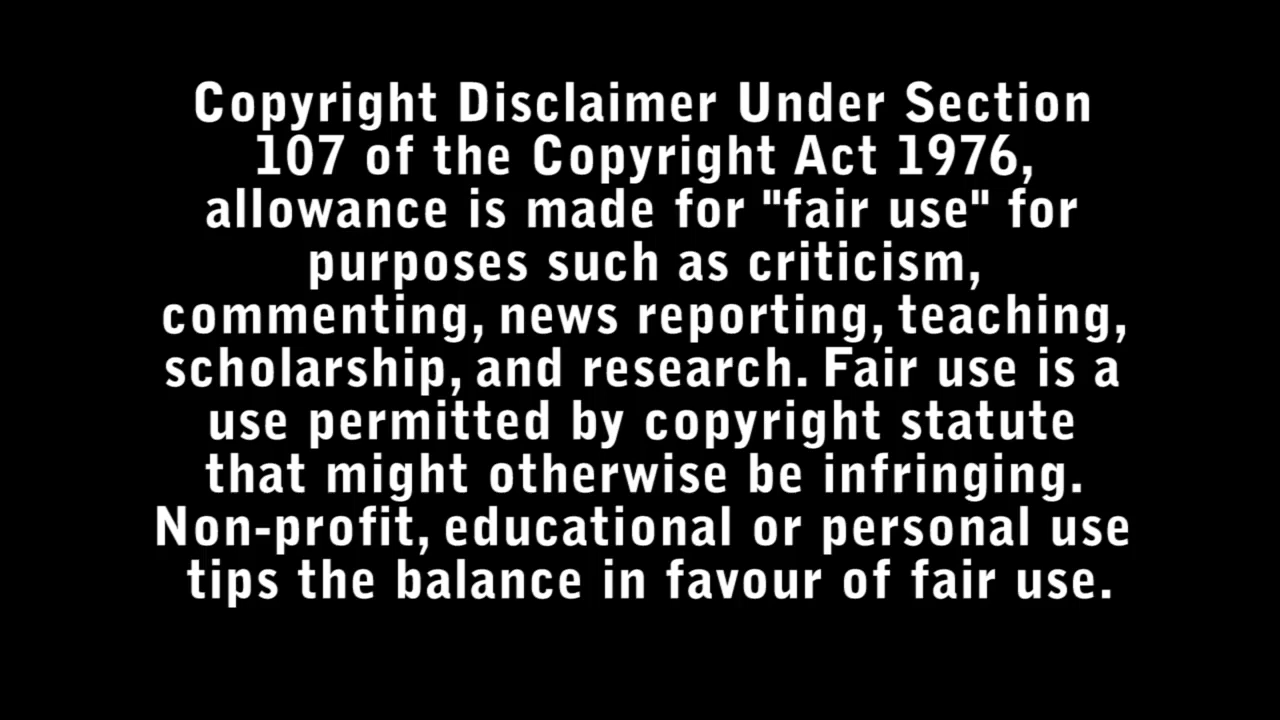 Copyright Disclaimer Under Section
107 of the Copyright Act 1976,
allowance is made for "fair use" for
purposes such as criticism,
commenting, news reporting, teaching,
scholarship, and research. Fair use is a
use permitted by copyright statute
that might otherwise be infringing.
Non-profit, educational or personal use
tips the balance in favour of fair use.